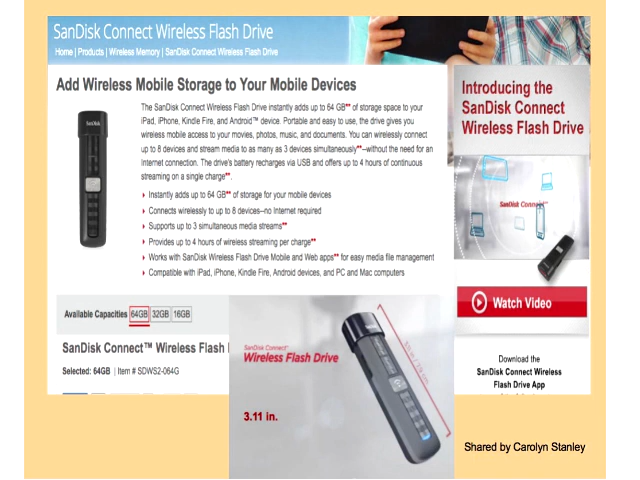 SanDisk Connect Wireless Flash Drive
Home | Products | Wireless Memory | SanDisk Connect Wireless Flash Drive
Add Wireless Mobile Storage to Your Mobile Devices
The SanDisk Connect Wireless Flash Drive instantly adds up to 64 GB** of storage space to your
iPad, iPhone, Kindle Fire, and Android™ device. Portable and easy to use, the drive gives you
wireless mobile access to your movies, photos, music, and documents. You can wirelessly connect
up to 8 devices and stream media to as many as 3 devices simultaneously**–without the need for an
Internet connection. The drive's battery recharges via USB and offers up to 4 hours of continuous
streaming on a single charge**.
Instantly adds up to 64 GB** of storage for your mobile devices
Connects wirelessly to up to 8 devices–no Internet required
Supports up to 3 simultaneous media streams**
Provides up to 4 hours of wireless streaming per charge**
Works with SanDisk Wireless Flash Drive Mobile and Web apps** for easy media file management
Compatible with iPad, iPhone, Kindle Fire, Android devices, and PC and Mac computers
SanDisk
Introducing the
SanDisk Connect
Wireless Flash Drive
SanDisk Connect™
Watch Video
Download the
SanDisk Connect Wireless
Flash Drive App
Available Capacities 64GB 32GB 16GB
SanDisk Connect™ Wireless Flash
Selected: 64GB | Item # SDWS2-064G
SanDisk Connect™
Wireless Flash Drive
3.11 in.
Shared by Carolyn Stanley